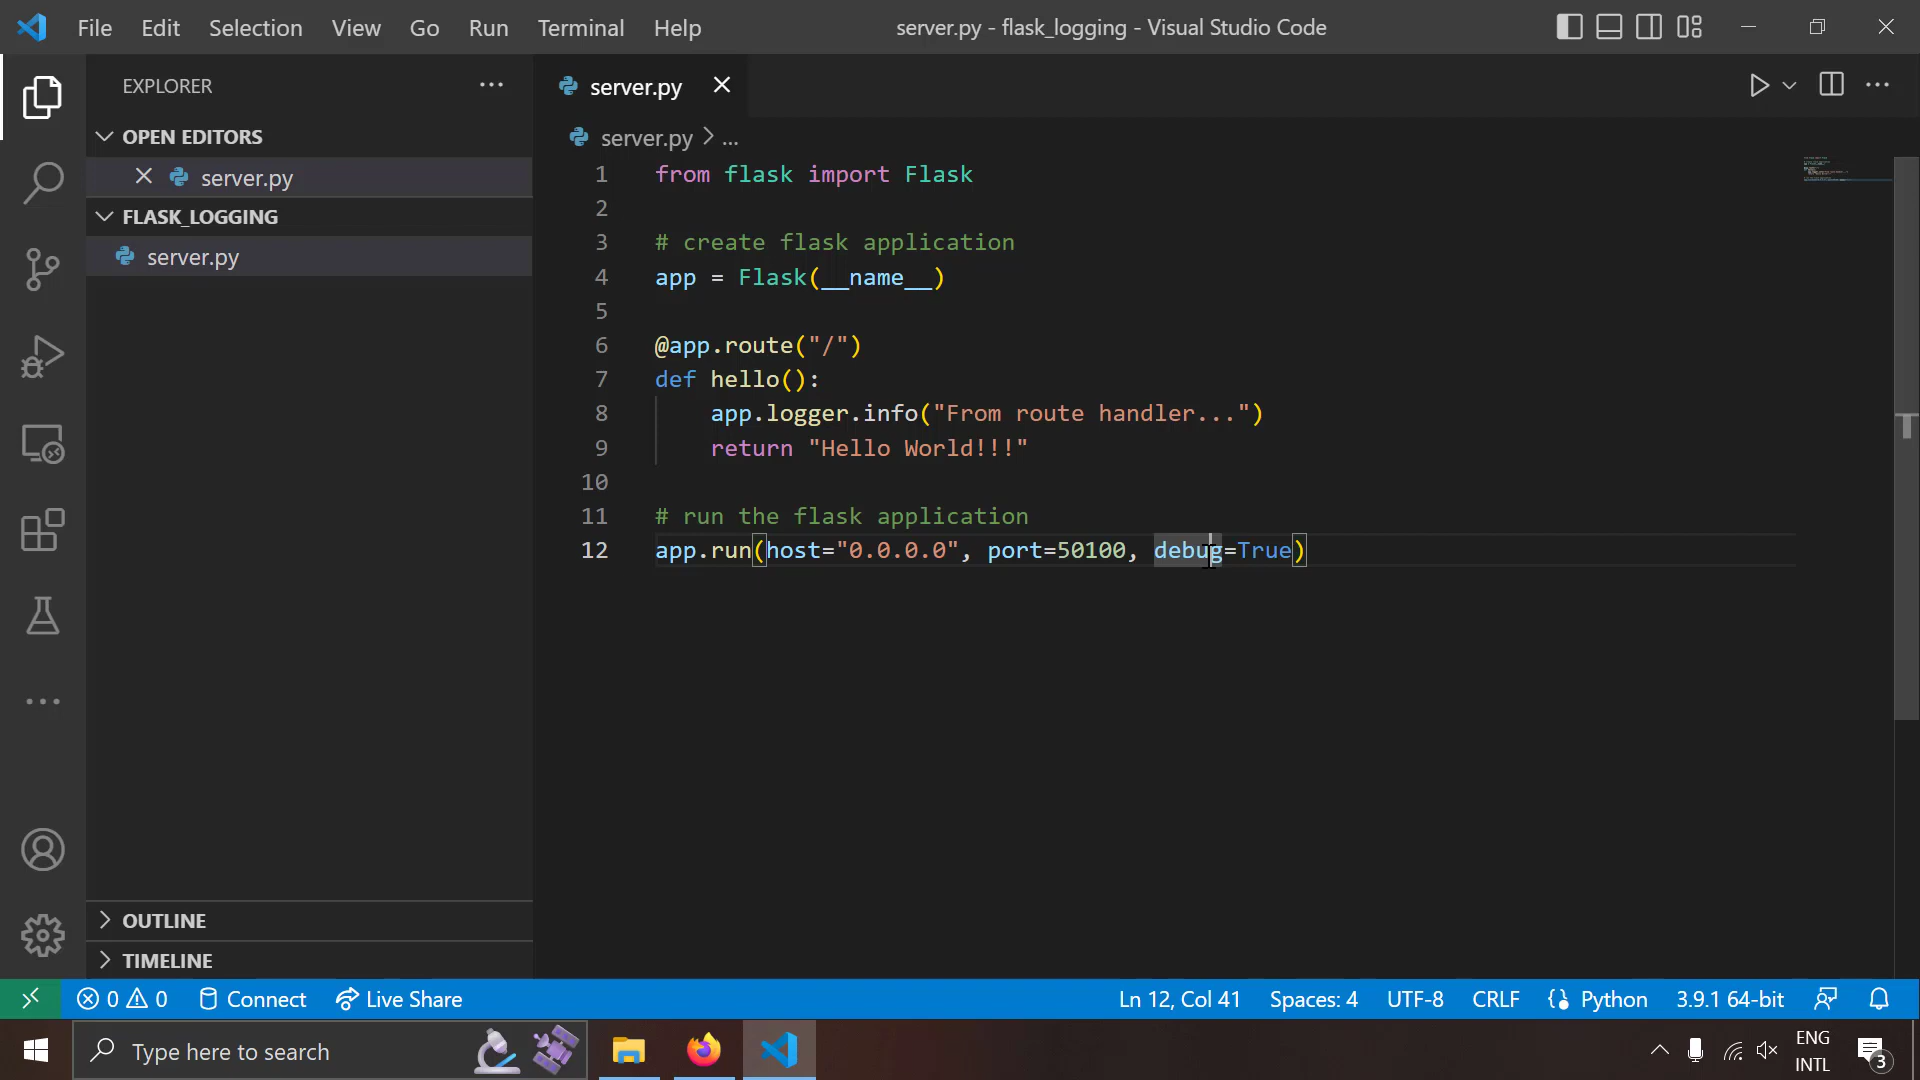 File Edit Selection View Go Run Terminal Help server.py - flask_logging - Visual Studio Code
EXPLORER
OPEN EDITORS
server.py
FLASK_LOGGING
server.py
OUTLINE
TIMELINE
server.py
server.py > ...
1 from flask import Flask
2
3 # create flask application
4 app = Flask(__name__)
5
6 @app.route("/")
7 def hello():
8     app.logger.info("From route handler...")
9     return "Hello World!!!"
10
11 # run the flask application
12 app.run(host="0.0.0.0", port=50100, debug=True)
0 0 Connect Live Share Ln 12, Col 41 Spaces: 4 UTF-8 CRLF Python 3.9.1 64-bit
Type here to search
ENG
INTL
3